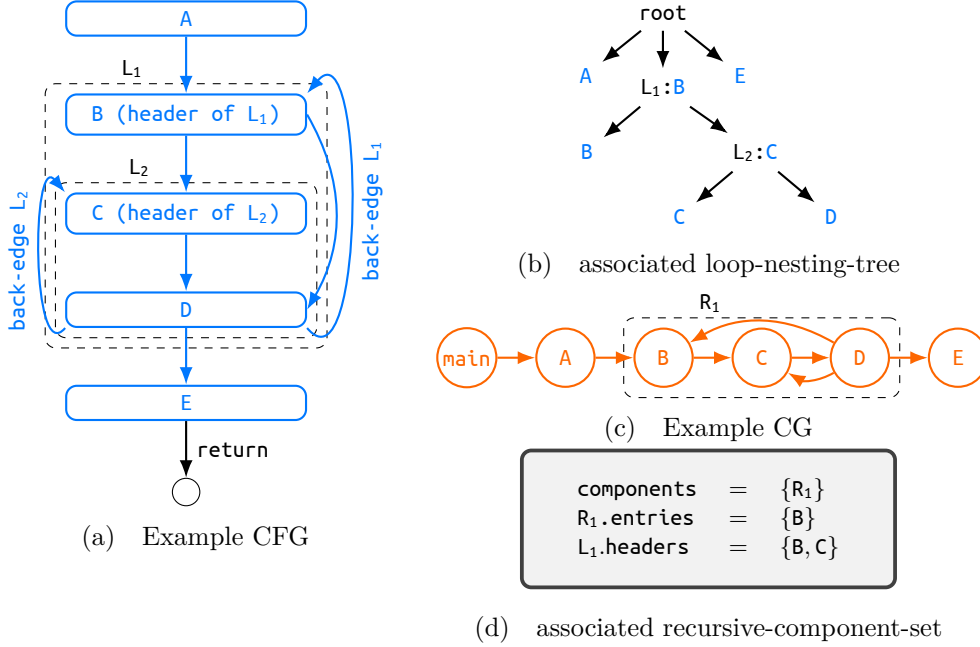 A
L₁
B (header of L₁)
L₂
C (header of L₂)
D
back-edge L₂
back-edge L₁
E
return
(a) Example CFG
root
A
L₁:B
E
B
L₂:C
C
D
(b) associated loop-nesting-tree
R₁
main
A
B
C
D
E
(c) Example CG
components = {R₁}
R₁.entries = {B}
L₁.headers = {B, C}
(d) associated recursive-component-set